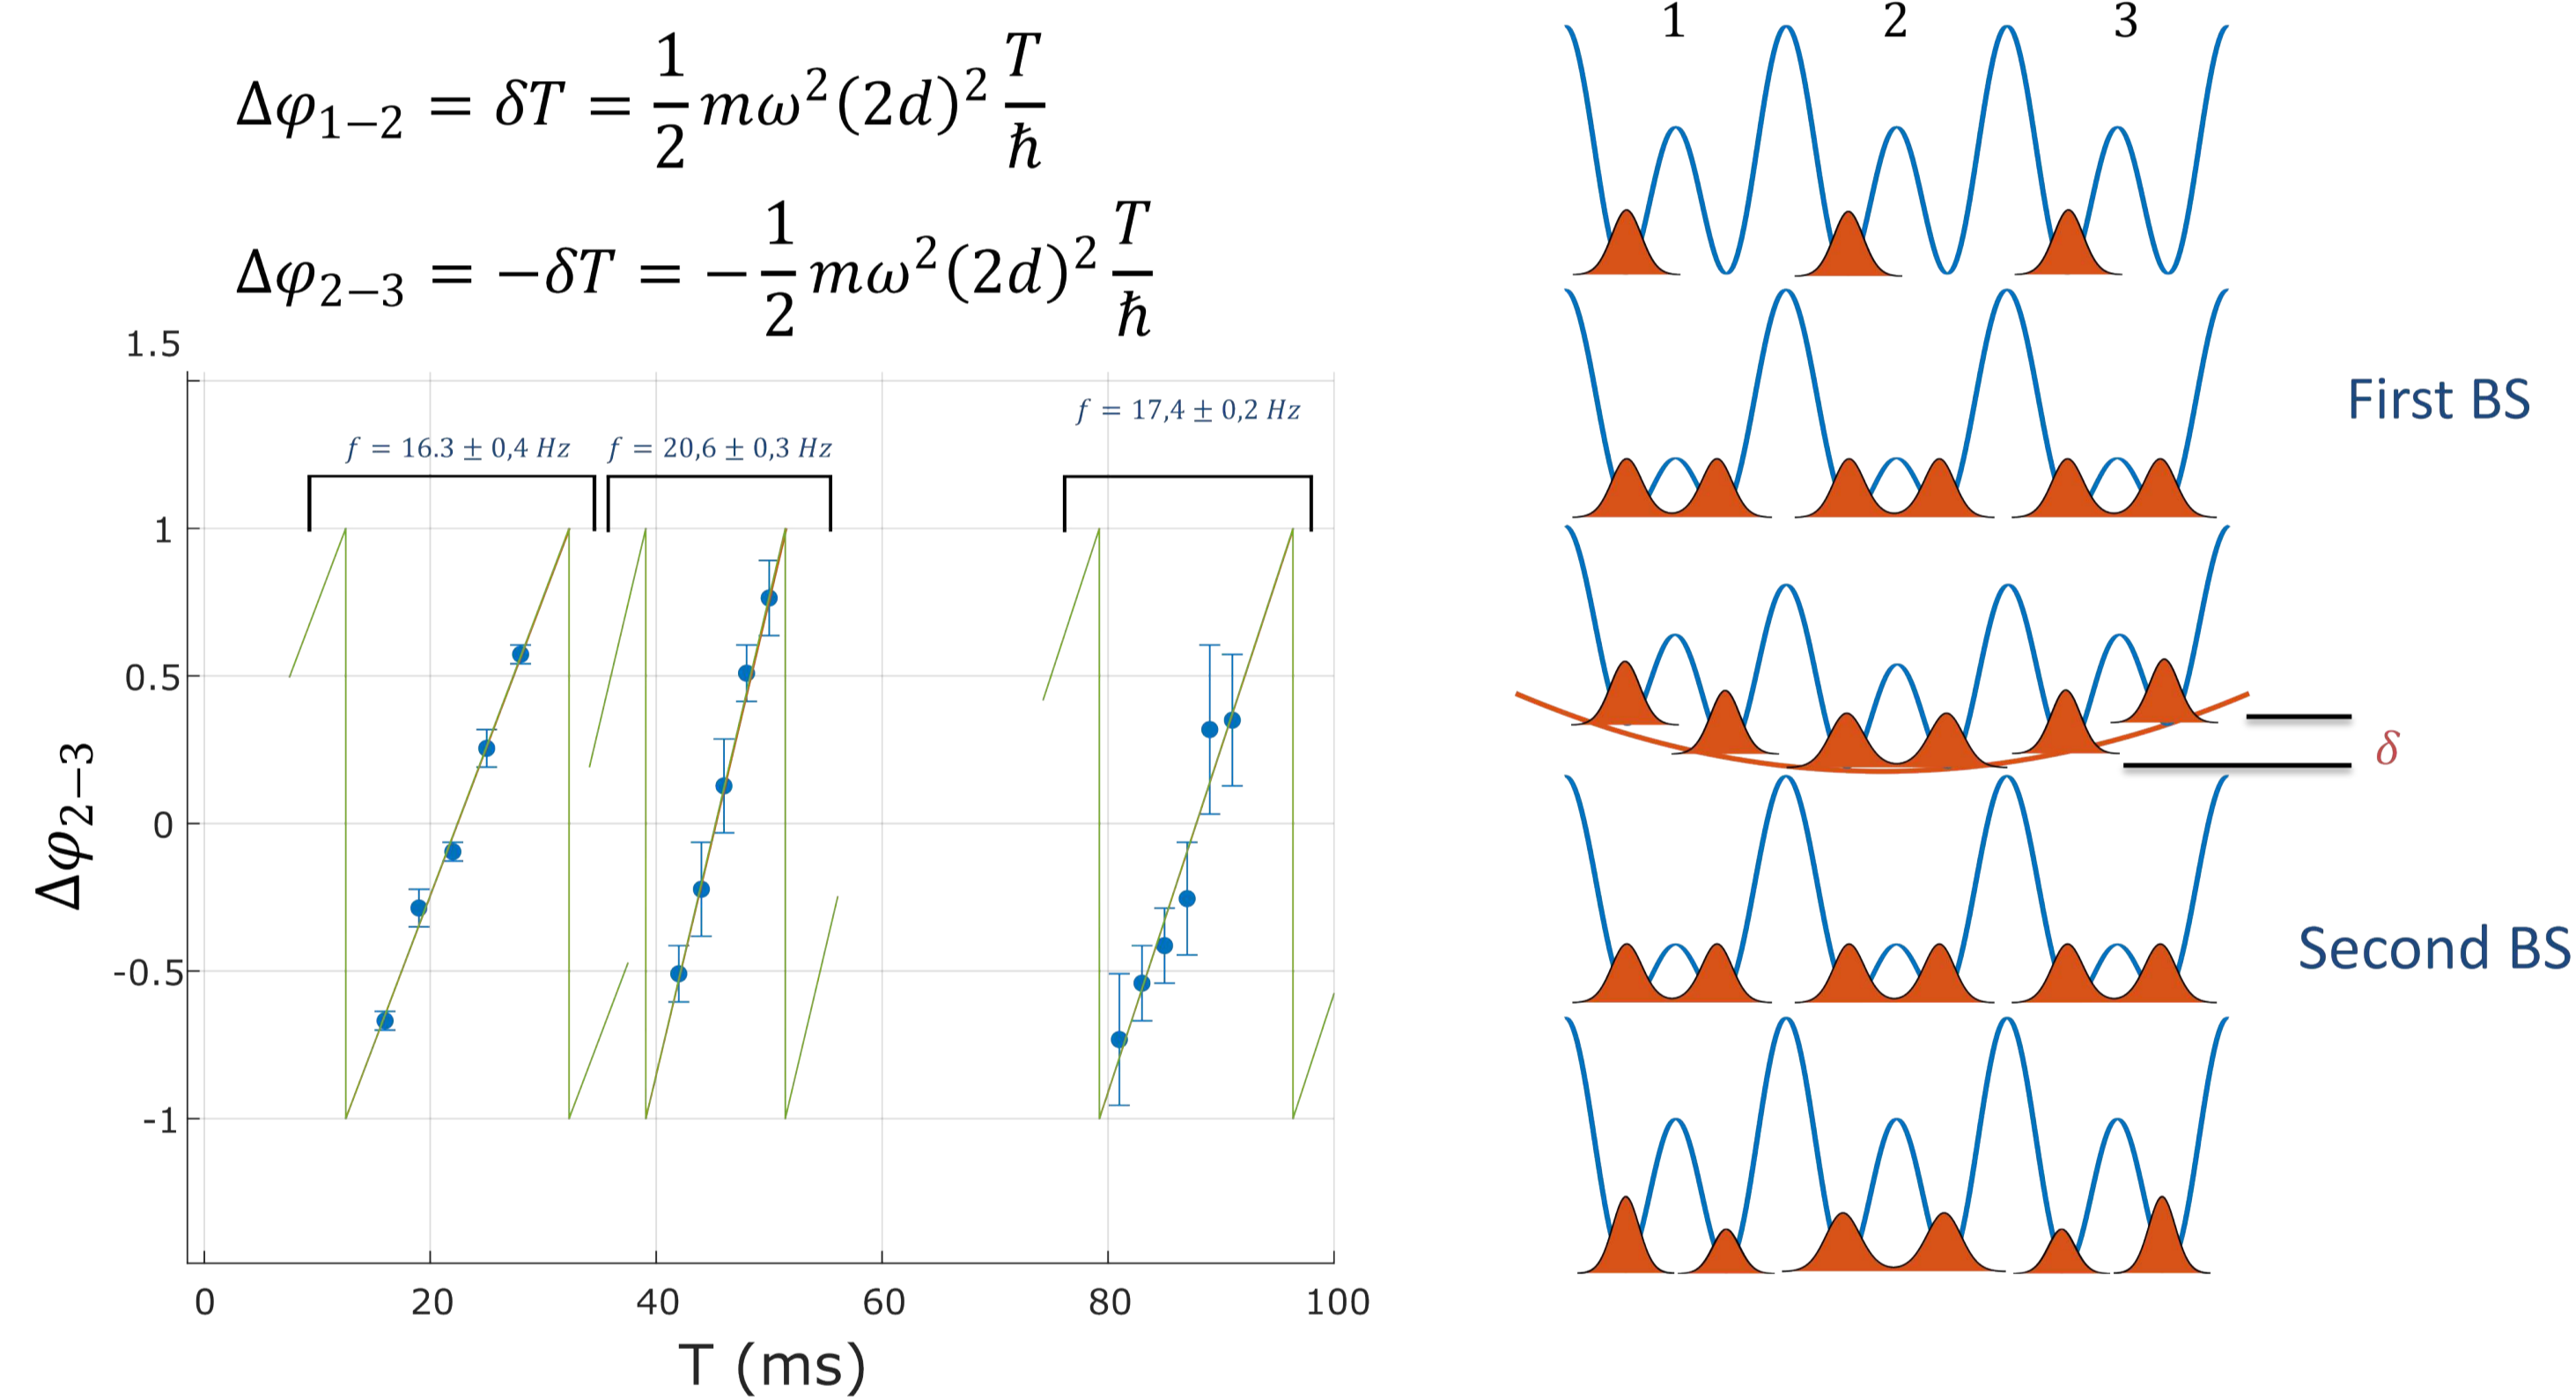 Δφ₁₋₂ = δT = 1/2 mω²(2d)² T/ħ
Δφ₂₋₃ = −δT = −1/2 mω²(2d)² T/ħ
1.5
1
0.5
0
-0.5
-1
f = 16.3 ± 0,4 Hz
f = 20,6 ± 0,3 Hz
f = 17,4 ± 0,2 Hz
Δφ₂₋₃
0 20 40 60 80 100
T (ms)
1 2 3
First BS
δ
Second BS